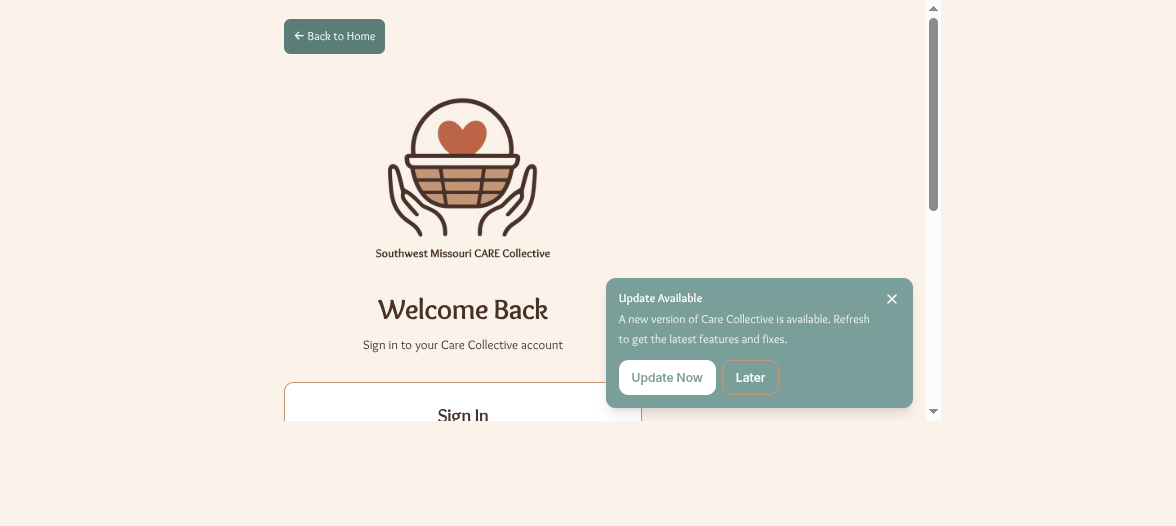 ← Back to Home
Southwest Missouri CARE Collective
Welcome Back
Sign in to your Care Collective account
Update Available
A new version of Care Collective is available. Refresh
to get the latest features and fixes.
Update Now
Later
Sign In